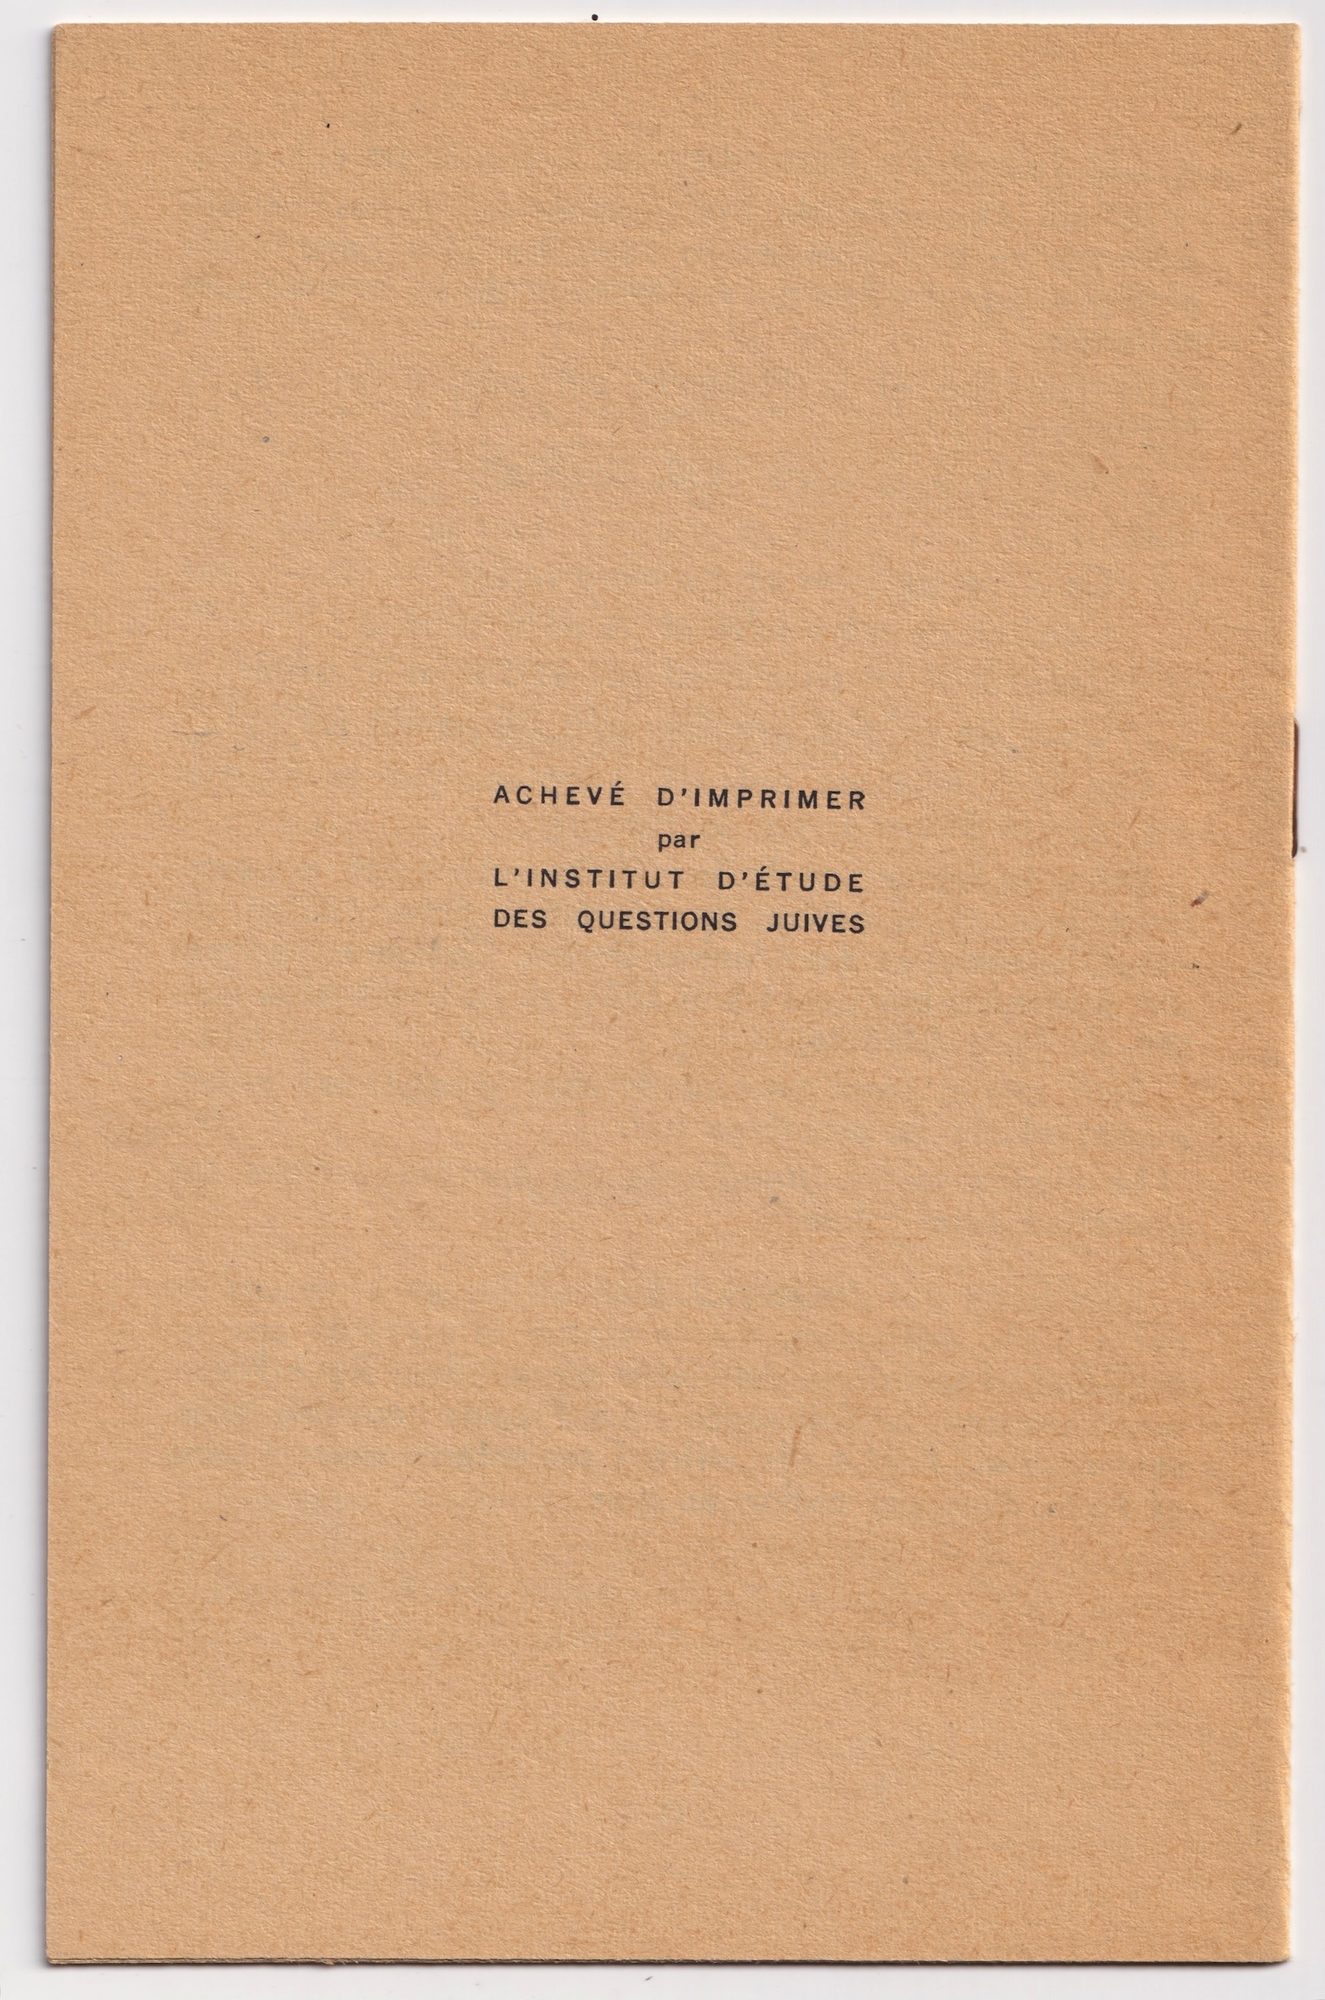 ACHEVÉ D'IMPRIMER
par
L'INSTITUT D'ÉTUDE
DES QUESTIONS JUIVES